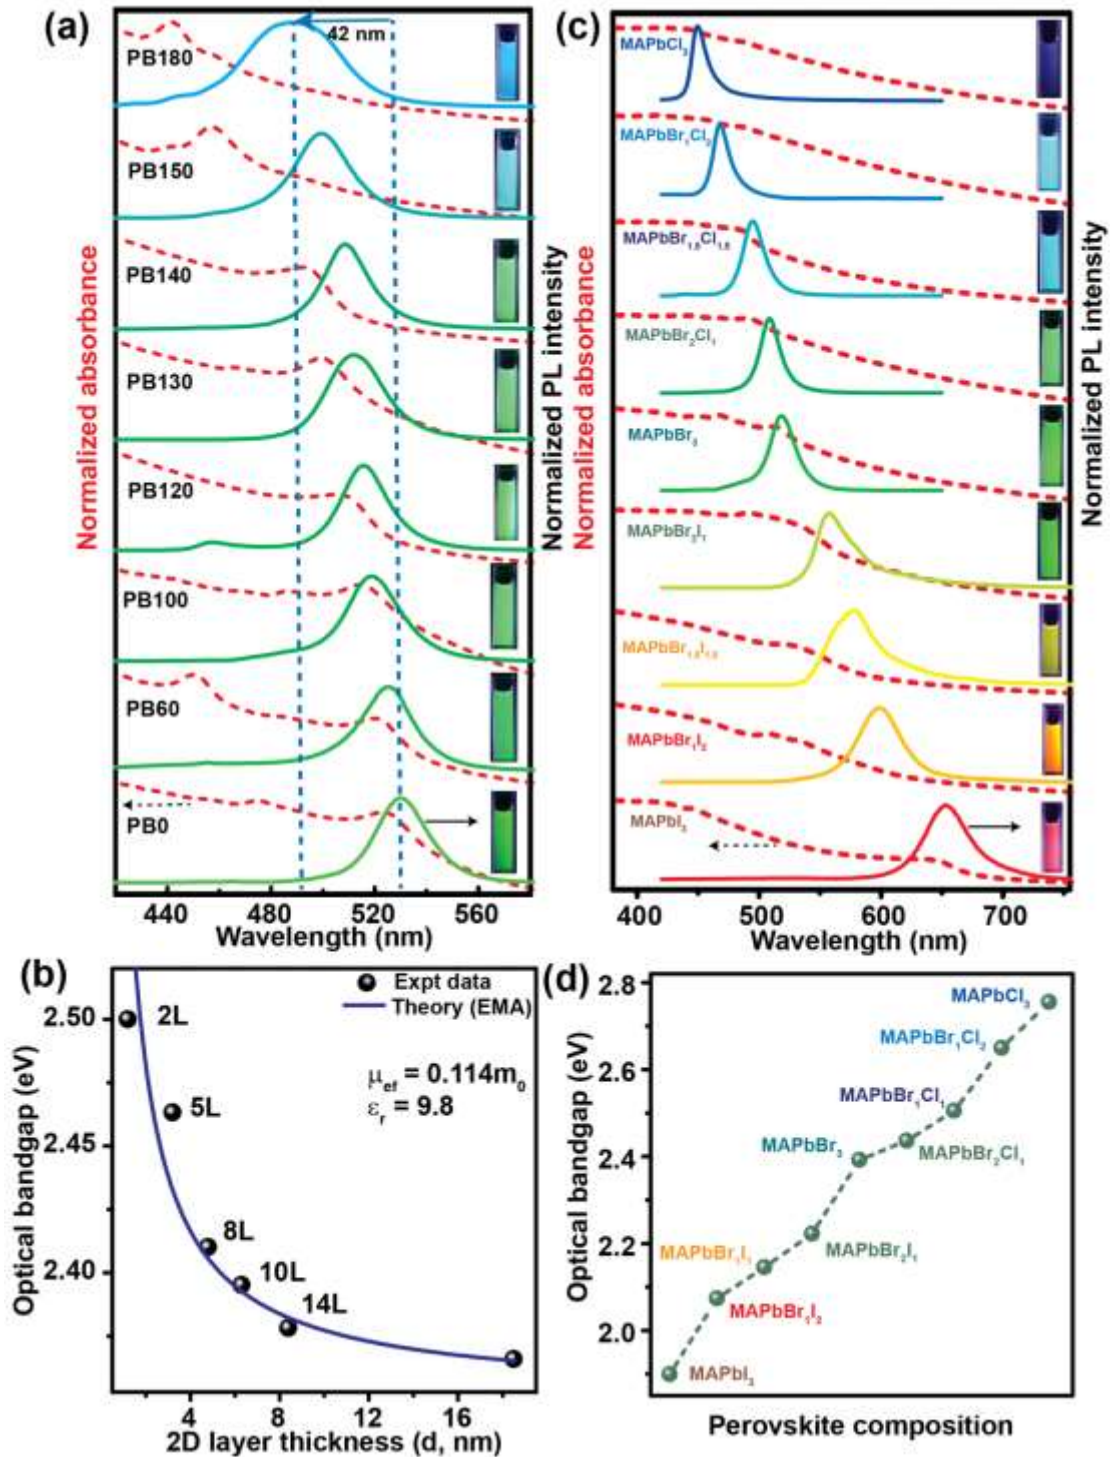 (a)
42 nm
PB180
PB150
PB140
PB130
PB120
PB100
PB60
PB0
Normalized absorbance
Normalized PL intensity
440 480 520 560
Wavelength (nm)
(c)
MAPbCl₃
MAPbBr₁Cl₂
MAPbBr₁.₅Cl₁.₅
MAPbBr₂Cl₁
MAPbBr₃
MAPbBr₂I₁
MAPbBr₁.₅I₁.₅
MAPbBr₁I₂
MAPbI₃
Normalized absorbance
Normalized PL intensity
400 500 600 700
Wavelength (nm)
(b)
Expt data
Theory (EMA)
μef = 0.114m₀
εr = 9.8
2L
5L
8L
10L
14L
2.50
2.45
2.40
Optical bandgap (eV)
4 8 12 16
2D layer thickness (d, nm)
(d)
2.8
2.6
2.4
2.2
2.0
Optical bandgap (eV)
MAPbCl₃
MAPbBr₁Cl₂
MAPbBr₁Cl₁
MAPbBr₂Cl₁
MAPbBr₃
MAPbBr₂I₁
MAPbBr₁I₁
MAPbBr₁I₂
MAPbI₃
Perovskite composition